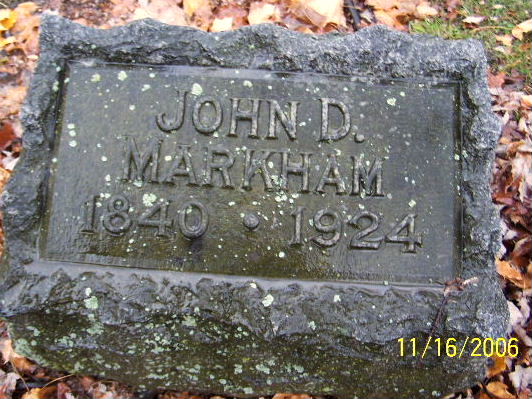 JOHN D.
MARKHAM
1840 • 1924
11/16/2006